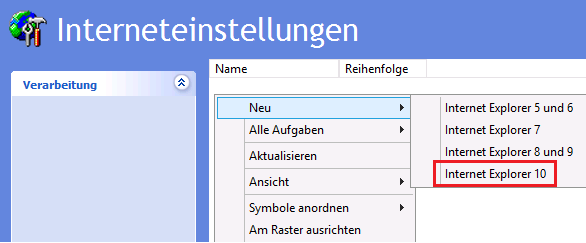 Interneteinstellungen
Verarbeitung
Name Reihenfolge
Neu
Alle Aufgaben
Aktualisieren
Ansicht
Symbole anordnen
Am Raster ausrichten
Internet Explorer 5 und 6
Internet Explorer 7
Internet Explorer 8 und 9
Internet Explorer 10